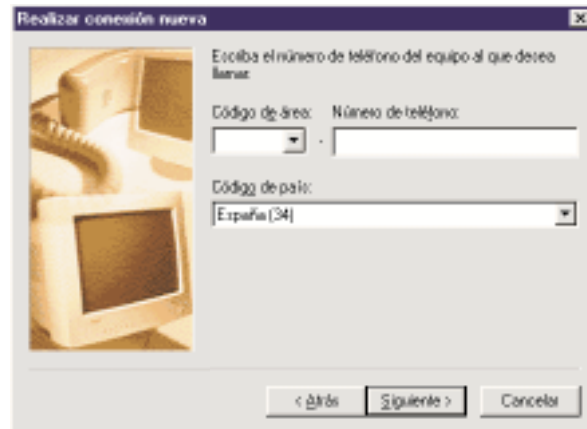 Realizar conexión nueva
Escriba el número de teléfono del equipo al que desea
llamar.
Código de área: Número de teléfono:
-
Código de país:
España (34)
< Atrás Siguiente > Cancelar